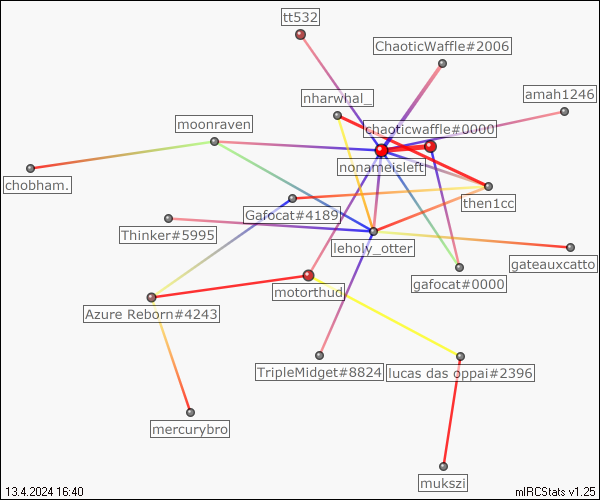 tt532
ChaoticWaffle#2006
amah1246
nharwhal_
moonraven
chaoticwaffle#0000
nonameisleft
chobham.
then1cc
Gafocat#4189
Thinker#5995
leholy_otter
gateauxcatto
gafocat#0000
motorthud
Azure Reborn#4243
TripleMidget#8824
lucas das oppai#2396
mercurybro
mukszi
13.4.2024 16:40
mIRCStats v1.25